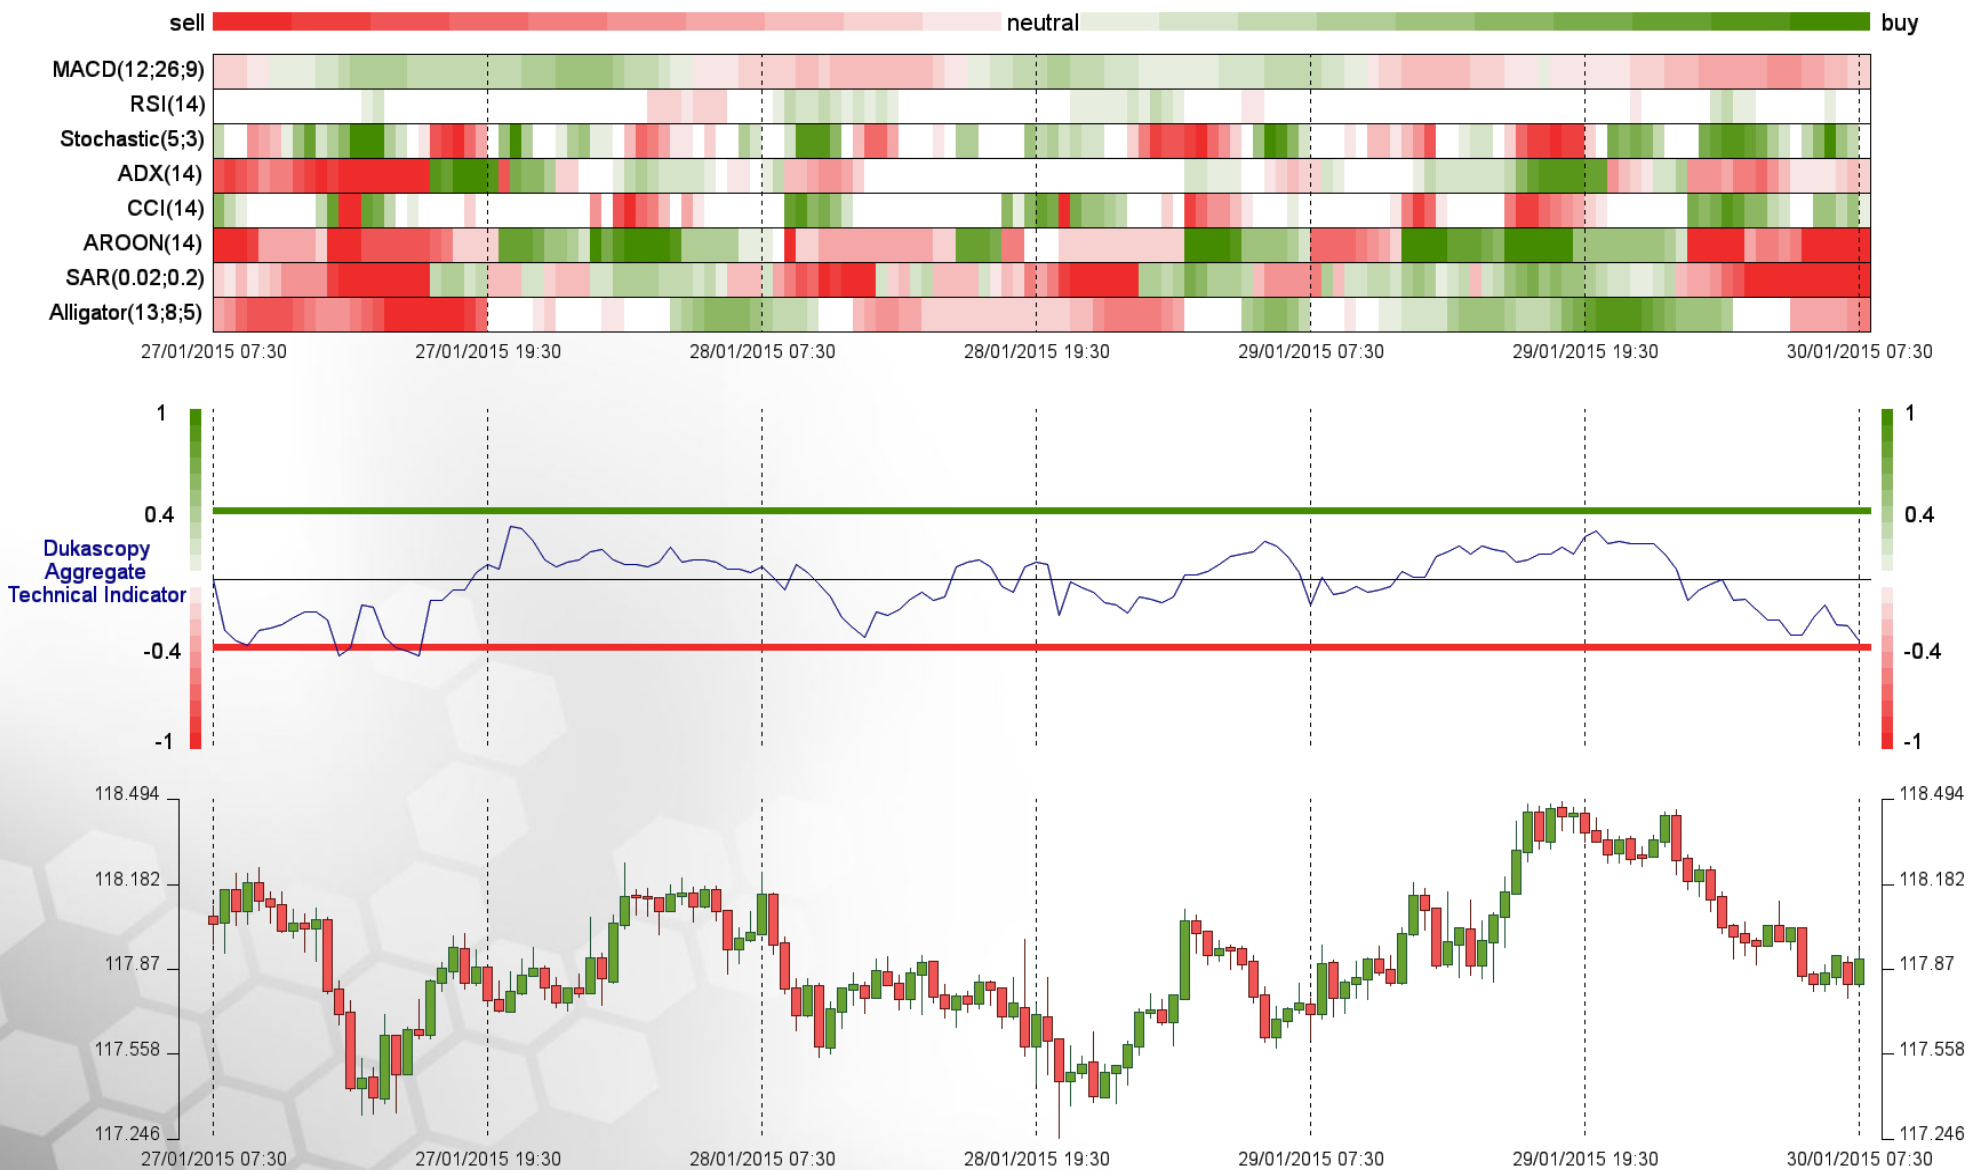 sell neutral buy
MACD(12;26;9)
RSI(14)
Stochastic(5;3)
ADX(14)
CCI(14)
AROON(14)
SAR(0.02;0.2)
Alligator(13;8;5)
27/01/2015 07:30 27/01/2015 19:30 28/01/2015 07:30 28/01/2015 19:30 29/01/2015 07:30 29/01/2015 19:30 30/01/2015 07:30
1 1
0.4 0.4
Dukascopy
Aggregate
Technical Indicator
-0.4 -0.4
-1 -1
118.494 118.494
118.182 118.182
117.87 117.87
117.558 117.558
117.246 117.246
27/01/2015 07:30 27/01/2015 19:30 28/01/2015 07:30 28/01/2015 19:30 29/01/2015 07:30 29/01/2015 19:30 30/01/2015 07:30